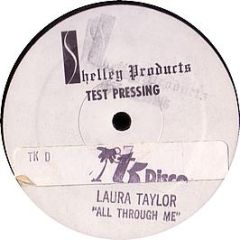 Shelley Products
TEST PRESSING
TK D
TK Disco
LAURA TAYLOR
"ALL THROUGH ME"